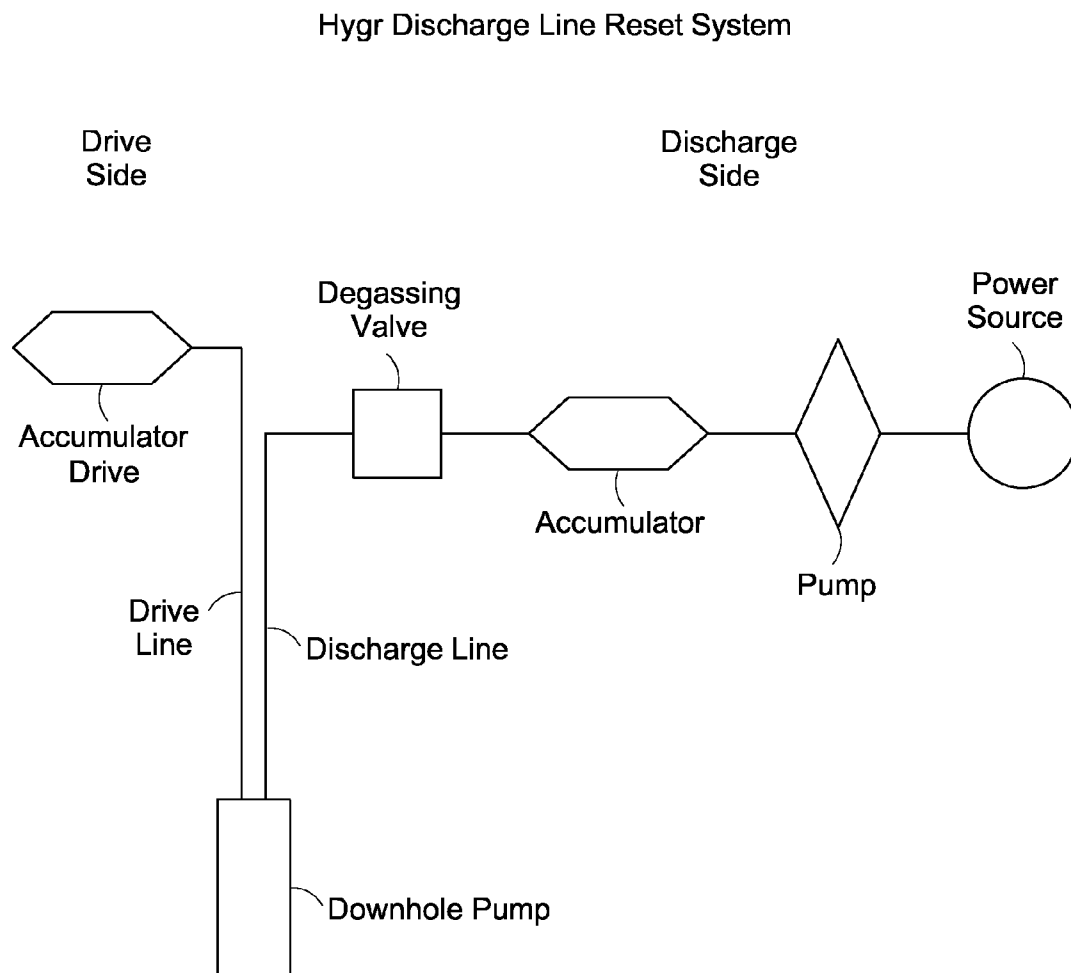 Hygr Discharge Line Reset System
Drive
Side
Discharge
Side
Degassing
Valve
Power
Source
Accumulator
Drive
Accumulator
Pump
Drive
Line
Discharge Line
Downhole Pump